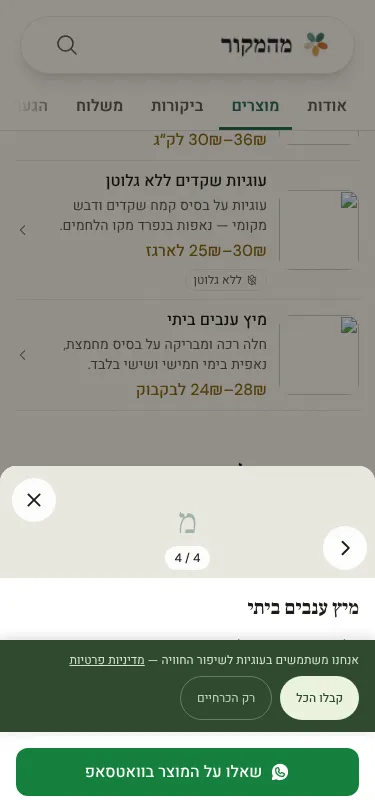 מהמקור
אודות
מוצרים
ביקורות
משלוח
₪36–₪30 לק״ג
עוגיות שקדים ללא גלוטן
עוגיות על בסיס קמח שקדים ודבש
מקומי — נאפות בנפרד מקו הלחמים.
₪30–₪25 לארגז
ללא גלוטן
מיץ ענבים ביתי
חלה רכה ומבריקה על בסיס מחמצת,
נאפית בימי חמישי ושישי בלבד.
₪28–₪24 לבקבוק
מ
4 / 4
מיץ ענבים ביתי
אנחנו משתמשים בעוגיות לשיפור החוויה — מדיניות פרטיות
קבלו הכל
רק הכרחיים
שאלו על המוצר בוואטסאפ